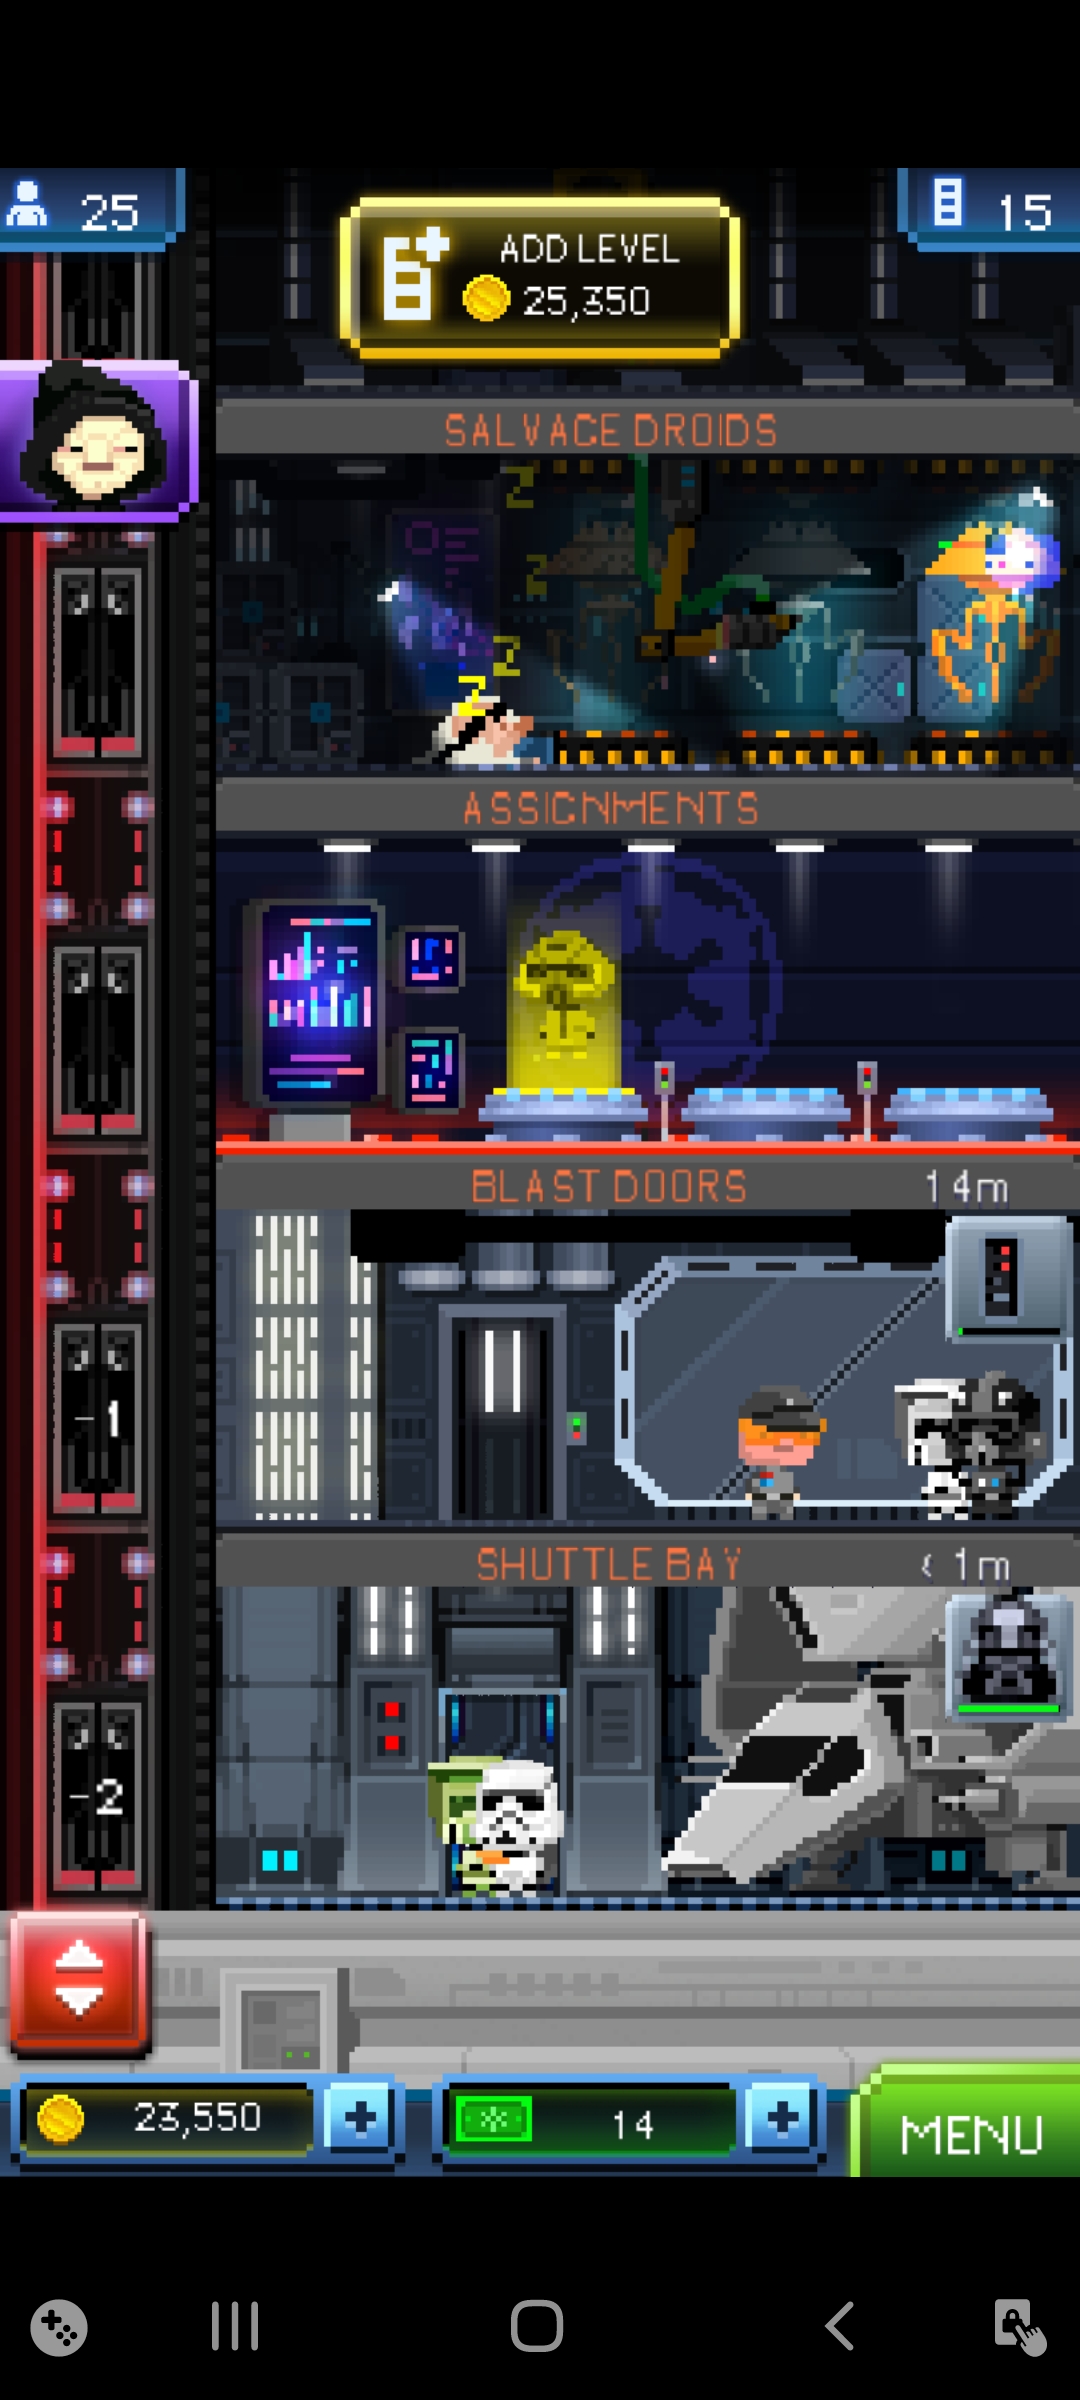 25
ADD LEVEL
25,350
15
SALVAGE DROIDS
Z
Z
Z
Z
ASSIGNMENTS
BLAST DOORS 14m
-1
SHUTTLE BAY < 1m
-2
23,550
14
MENU